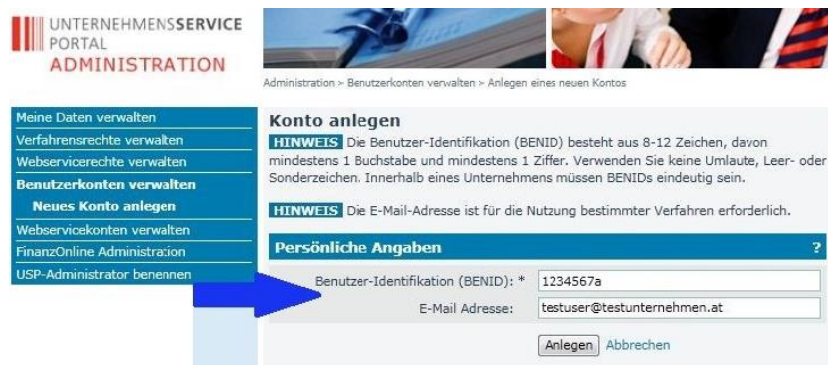 UNTERNEHMENSSERVICE
PORTAL
ADMINISTRATION
Administration > Benutzerkonten verwalten > Anlegen eines neuen Kontos
Meine Daten verwalten
Verfahrensrechte verwalten
Webservicerechte verwalten
Benutzerkonten verwalten
Neues Konto anlegen
Webservicekonten verwalten
FinanzOnline Administration
USP-Administrator benennen
Konto anlegen
HINWEIS Die Benutzer-Identifikation (BENID) besteht aus 8-12 Zeichen, davon
mindestens 1 Buchstabe und mindestens 1 Ziffer. Verwenden Sie keine Umlaute, Leer- oder
Sonderzeichen. Innerhalb eines Unternehmens müssen BENIDs eindeutig sein.
HINWEIS Die E-Mail-Adresse ist für die Nutzung bestimmter Verfahren erforderlich.
Persönliche Angaben ?
Benutzer-Identifikation (BENID): * 1234567a
E-Mail Adresse: testuser@testunternehmen.at
Anlegen Abbrechen